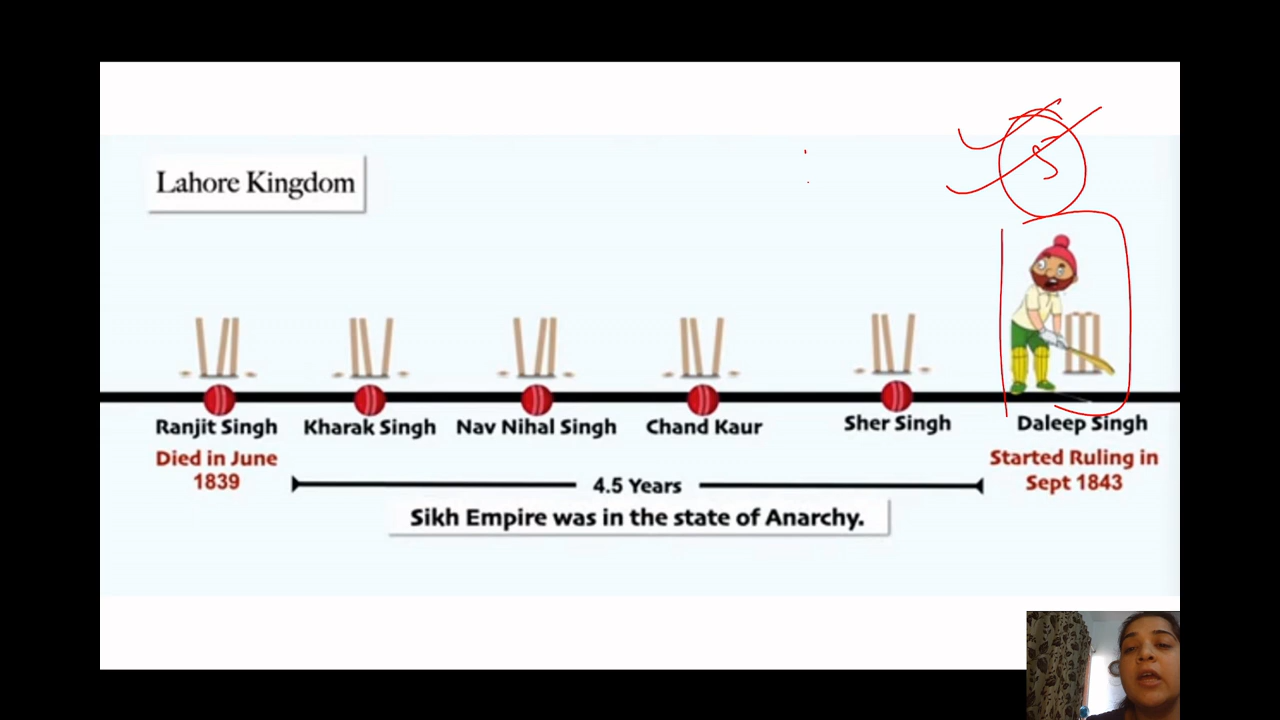 Lahore Kingdom
5
Ranjit Singh
Kharak Singh
Nav Nihal Singh
Chand Kaur
Sher Singh
Daleep Singh
Died in June
1839
Started Ruling in
Sept 1843
4.5 Years
Sikh Empire was in the state of Anarchy.